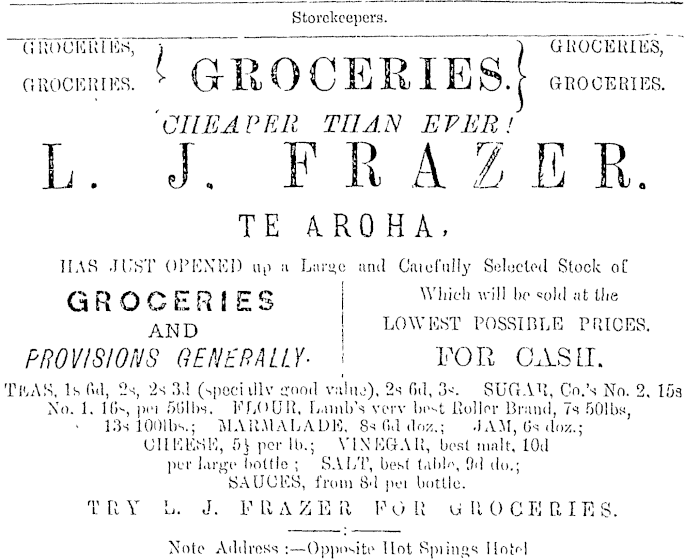 Storekeepers.
GROCERIES, GROCERIES. GROCERIES,
GROCERIES. GROCERIES.
CHEAPER THAN EVER!
L. J. FRAZER.
TE AROHA,
HAS JUST OPENED up a Large and Carefully Selected Stock of
GROCERIES
AND
PROVISIONS GENERALLY.
Which will be sold at the
LOWEST POSSIBLE PRICES.
FOR CASH.
TEAS, 1s 6d, 2s, 2s 3d (specially good value), 2s 6d, 3s. SUGAR, Co.'s No. 2, 15s
No. 1, 16s, per 56lbs. FLOUR, Lamb's very best Roller Brand, 7s 50lbs,
13s 100lbs.; MARMALADE, 8s 6d doz.; JAM, 6s doz.;
CHEESE, 5½ per lb.; VINEGAR, best malt, 10d
per large bottle; SALT, best table, 9d do.;
SAUCES, from 8d per bottle.
TRY L. J. FRAZER FOR GROCERIES.
Note Address :—Opposite Hot Springs Hotel